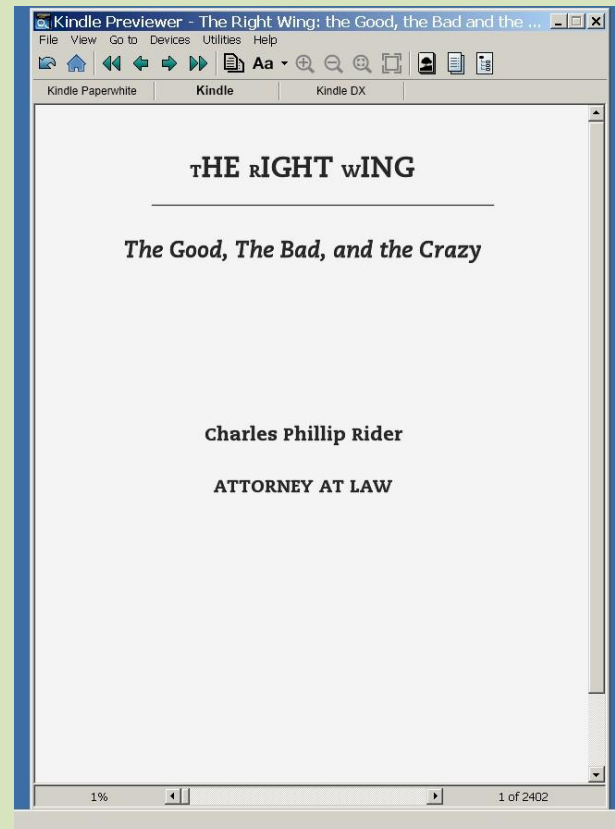 Kindle Previewer - The Right Wing: the Good, the Bad and the ...
File View Go to Devices Utilities Help
Aa
Kindle Paperwhite Kindle Kindle DX
tHE rIGHT wING
The Good, The Bad, and the Crazy
Charles Phillip Rider
ATTORNEY AT LAW
1% 1 of 2402